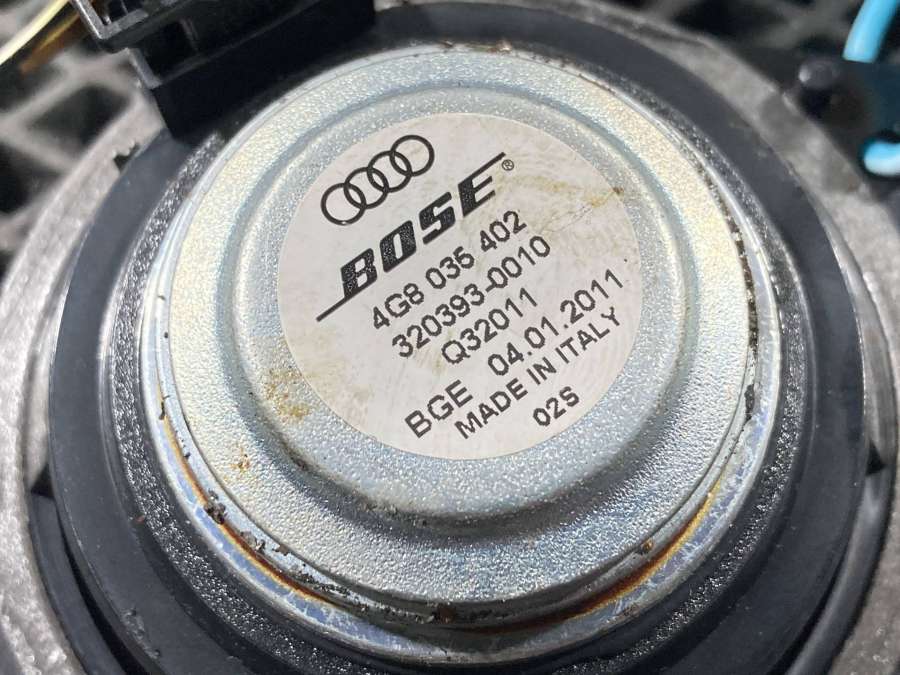 BOSE®
4G8 035 402
320393-0010
Q32011
BGE 04.01.2011
MADE IN ITALY
02S